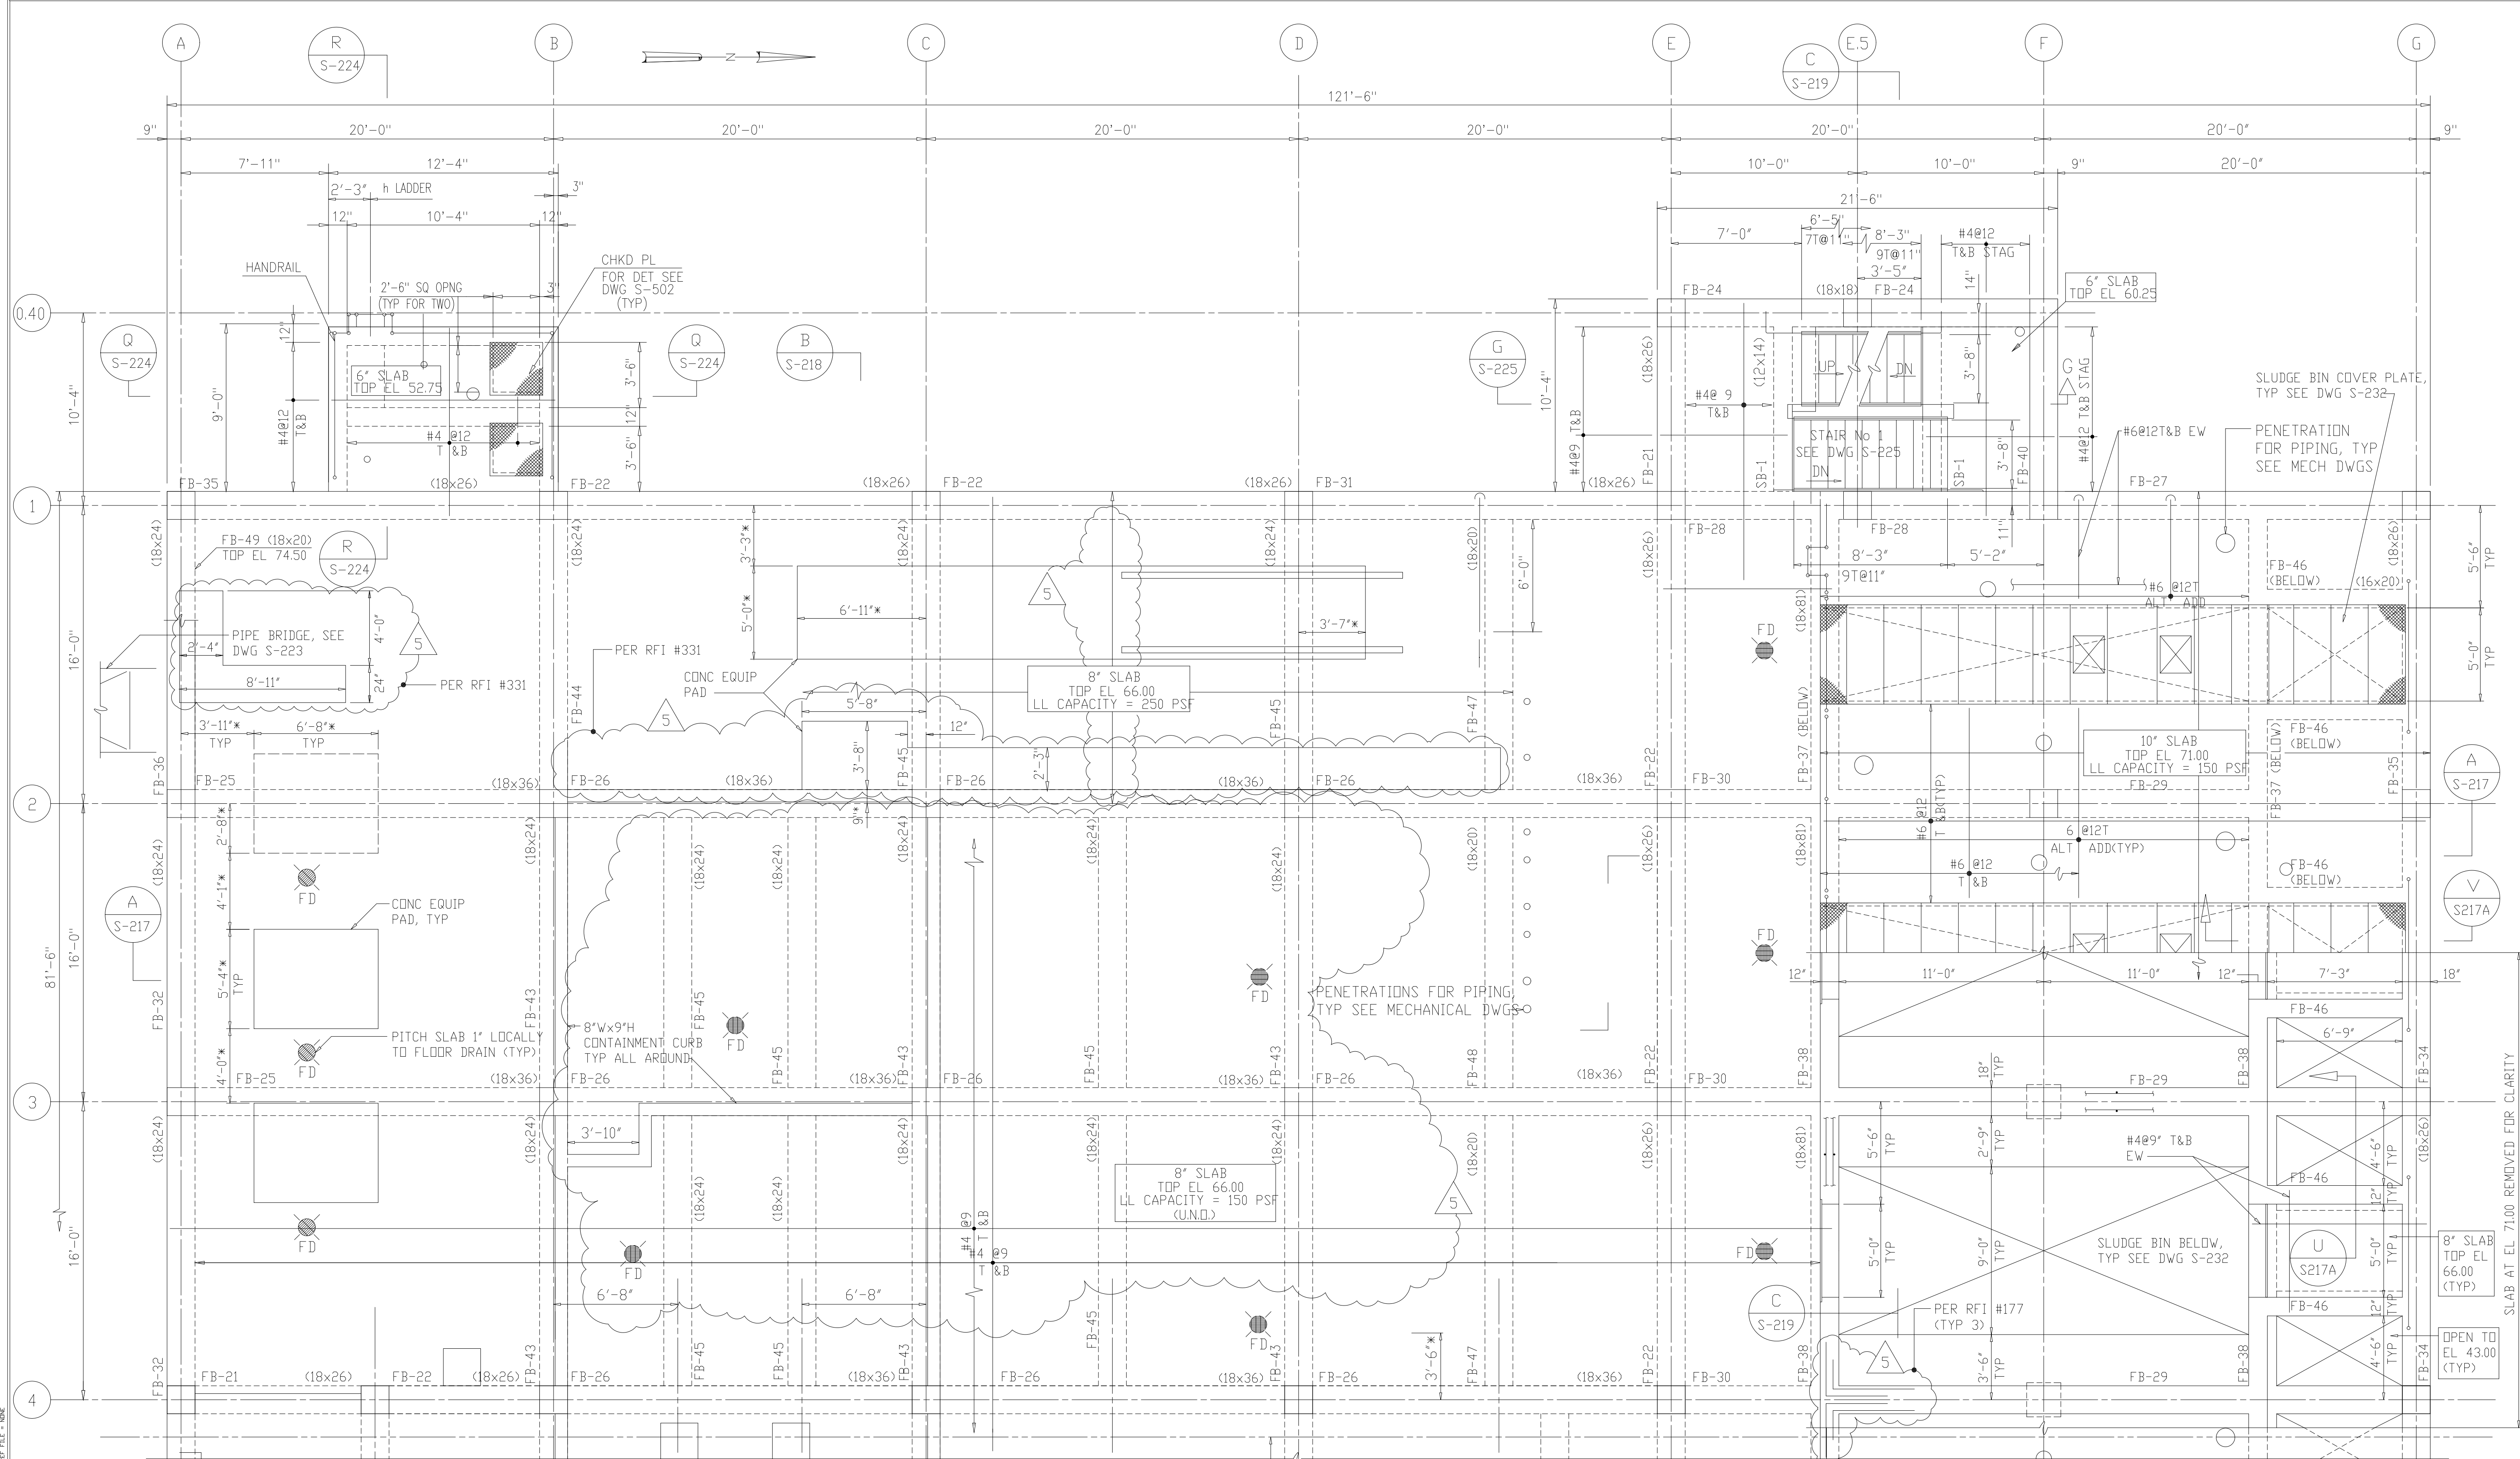 A
R
S-224
B
N
C
D
E
C
S-219
E.5
F
G
121'-6"
9"
20'-0"
20'-0"
20'-0"
20'-0"
20'-0"
20'-0"
9"
7'-11"
12'-4"
10'-0"
10'-0"
9"
20'-0"
2'-3"
h LADDER
3"
12"
10'-4"
12"
21'-6"
6'-5"
7'-0"
7T@11"
8'-3"
9T@11"
3'-5"
#4@12
T&B STAG
14"
HANDRAIL
CHKD PL
FOR DET SEE
DWG S-502
(TYP)
2'-6" SQ OPNG
(TYP FOR TWO)
3"
FB-24
(18x18)
FB-24
6" SLAB
TOP EL 60.25
0.40
Q
S-224
12"
Q
S-224
B
S-218
G
S-225
6" SLAB
TOP EL 52.75
9'-0"
#4@12
T&B
3'-6"
12"
3'-6"
10'-4"
#4 @12
T &B
10'-4"
#4@9 T&B
(18x26)
(12x14)
UP
DN
3'-8"
#4@ 9
T&B
STAIR No 1
SEE DWG S-225
DN
3'-8"
G
#4@12 T&B STAG
SLUDGE BIN COVER PLATE,
TYP SEE DWG S-232
#6@12T&B EW
PENETRATION
FOR PIPING, TYP
SEE MECH DWGS
FB-21
SB-1
SB-1
FB-40
1
FB-35
(18x26)
FB-22
(18x26)
FB-22
(18x26)
FB-31
(18x26)
FB-27
FB-28
FB-28
11"
(18x24)
FB-49 (18x20)
TOP EL 74.50
R
S-224
(18x24)
3'-3"*
(18x24)
(18x24)
(18x20)
6'-0"
(18x26)
8'-3"
5'-2"
9T@11"
#6 @12T
ALT ADD
FB-46
(BELOW)
(16x20)
(18x26)
5'-6"
TYP
PIPE BRIDGE, SEE
DWG S-223
4'-0"
2'-4"
8'-11"
24"
5
PER RFI #331
PER RFI #331
5'-0"*
6'-11"*
5
3'-7"*
FD
(18x81)
5'-0"
TYP
16'-0"
3'-11"*
TYP
6'-8"*
TYP
FB-44
5
CONC EQUIP
PAD
5'-8"
12"
8" SLAB
TOP EL 66.00
LL CAPACITY = 250 PSF
FB-45
FB-47
FB-37 (BELOW)
10" SLAB
TOP EL 71.00
LL CAPACITY = 150 PSF
FB-46
(BELOW)
FB-37 (BELOW)
FB-35
A
S-217
FB-36
FB-25
(18x36)
FB-26
(18x36)
3'-8"
FB-45
FB-26
2'-3"
(18x36)
FB-26
(18x36)
FB-22
FB-30
FB-29
2
2'-8"*
9"*
(18x24)
(18x24)
(18x24)
(18x24)
(18x24)
(18x24)
(18x24)
(18x20)
(18x26)
(18x81)
#6 @12
T &B(TYP)
6 @12T
ALT ADD(TYP)
#6 @12
T &B
FB-46
(BELOW)
V
S217A
4'-1"*
FD
CONC EQUIP
PAD, TYP
A
S-217
81'-6"
16'-0"
5'-4"*
TYP
FD
FD
FD
PENETRATIONS FOR PIPING,
TYP SEE MECHANICAL DWGS
12"
11'-0"
11'-0"
12"
7'-3"
18"
FB-46
6'-9"
FB-32
FB-43
8"Wx9"H
CONTAINMENT CURB
TYP ALL AROUND
FB-45
PITCH SLAB 1" LOCALLY
TO FLOOR DRAIN (TYP)
4'-0"*
FD
FB-25
(18x36)
FB-26
FB-45
(18x36)
FB-43
FB-26
FB-45
(18x36)
FB-43
FB-26
FB-48
(18x36)
FB-22
FB-30
FB-38
18"
TYP
FB-29
FB-38
FB-34
3
(18x24)
(18x24)
3'-10"
(18x24)
(18x24)
(18x24)
(18x24)
(18x24)
(18x20)
(18x26)
(18x81)
5'-6"
TYP
2'-9"
TYP
#4@9" T&B
EW
4'-6"
TYP
(18x26)
FB-46
8" SLAB
TOP EL 66.00
LL CAPACITY = 150 PSF
(U.N.O.)
5
12"
TYP
FD
#4 @9
T &B
#4 @9
T &B
FD
FD
5'-0"
TYP
9'-0"
TYP
SLUDGE BIN BELOW,
TYP SEE DWG S-232
U
S217A
5'-0"
TYP
8" SLAB
TOP EL
66.00
(TYP)
SLAB AT EL 71.00 REMOVED FOR CLARITY
16'-0"
6'-8"
6'-8"
C
S-219
PER RFI #177
(TYP 3)
FB-46
12"
TYP
FD
3'-6"*
5
3'-6"
TYP
4'-6"
TYP
OPEN TO
EL 43.00
(TYP)
FB-32
FB-21
(18x26)
FB-22
(18x26)
FB-43
FB-26
FB-45
FB-45
(18x36)
FB-43
FB-26
FB-45
(18x36)
FB-43
FB-26
FB-47
(18x36)
FB-22
FB-30
FB-38
FB-29
FB-38
FB-34
4
EF FILE = NONE